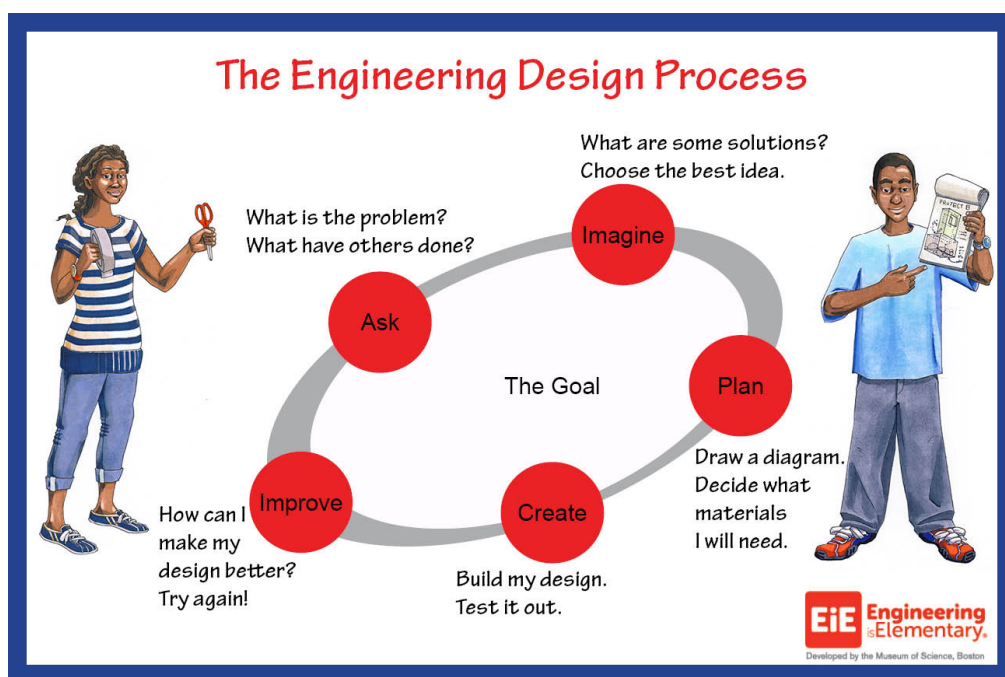 The Engineering Design Process
What are some solutions?
Choose the best idea.
What is the problem?
What have others done?
Imagine
Ask
The Goal
Plan
Draw a diagram.
Decide what
materials
I will need.
Improve
Create
How can I
make my
design better?
Try again!
Build my design.
Test it out.
PROJECT B
EiE Engineering
is Elementary.
Developed by the Museum of Science, Boston